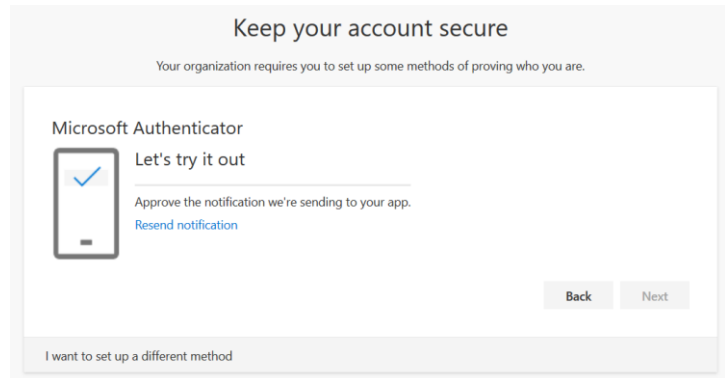 Keep your account secure
Your organization requires you to set up some methods of proving who you are.
Microsoft Authenticator
Let's try it out
Approve the notification we're sending to your app.
Resend notification
Back Next
I want to set up a different method